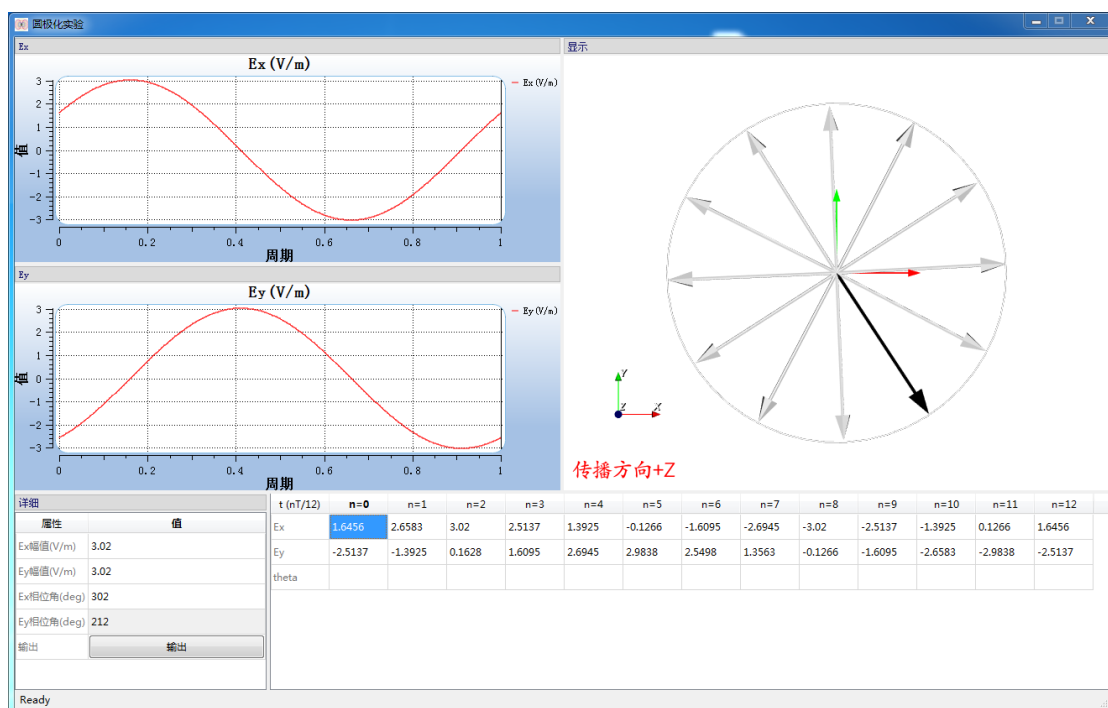 圆极化实验
Ex
Ex(V/m)
Ex(V/m)
值
3
2
1
0
-1
-2
-3
0 0.2 0.4 0.6 0.8 1
周期
Ey
Ey(V/m)
Ey(V/m)
值
3
2
1
0
-1
-2
-3
0 0.2 0.4 0.6 0.8 1
周期
显示
Y
Z X
传播方向+Z
详细
属性 值
Ex幅值(V/m) 3.02
Ey幅值(V/m) 3.02
Ex相位角(deg) 302
Ey相位角(deg) 212
输出 输出
t (nT/12) n=0 n=1 n=2 n=3 n=4 n=5 n=6 n=7 n=8 n=9 n=10 n=11 n=12
Ex 1.6456 2.6583 3.02 2.5137 1.3925 -0.1266 -1.6095 -2.6945 -3.02 -2.5137 -1.3925 0.1266 1.6456
Ey -2.5137 -1.3925 0.1628 1.6095 2.6945 2.9838 2.5498 1.3563 -0.1266 -1.6095 -2.6583 -2.9838 -2.5137
theta
Ready